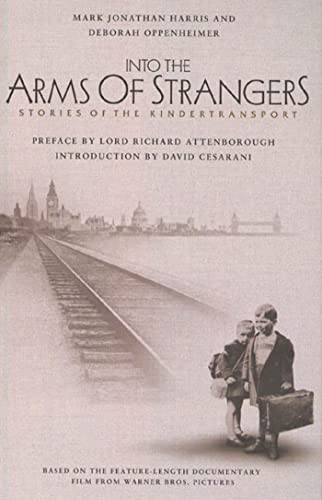 MARK JONATHAN HARRIS AND
DEBORAH OPPENHEIMER
INTO THE
ARMS OF STRANGERS
STORIES OF THE KINDERTRANSPORT
PREFACE BY LORD RICHARD ATTENBOROUGH
INTRODUCTION BY DAVID CESARANI
BASED ON THE FEATURE-LENGTH DOCUMENTARY
FILM FROM WARNER BROS. PICTURES